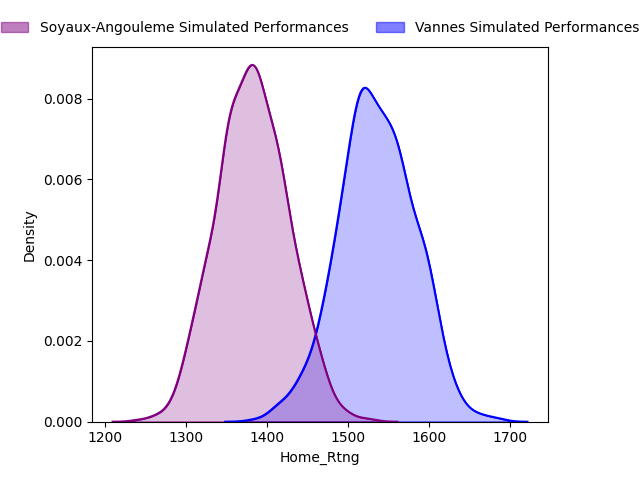 Soyaux-Angouleme Simulated Performances Vannes Simulated Performances
0.008
0.006
0.004
0.002
0.000
Density
1200 1300 1400 1500 1600 1700
Home_Rtng